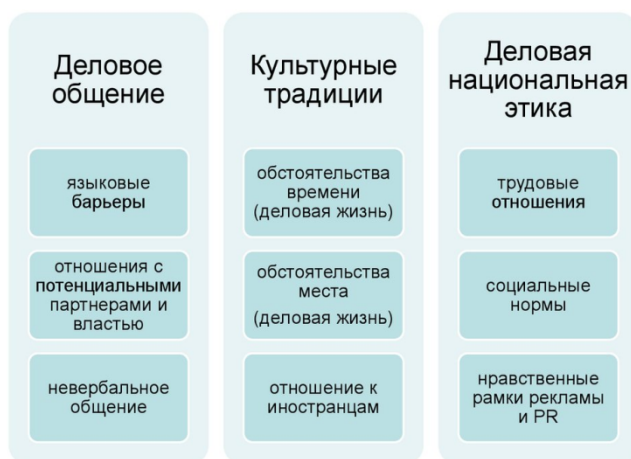 Деловое
общение
языковые
барьеры
отношения с
потенциальными
партнерами и
властью
невербальное
общение
Культурные
традиции
обстоятельства
времени
(деловая жизнь)
обстоятельства
места
(деловая жизнь)
отношение к
иностранцам
Деловая
национальная
этика
трудовые
отношения
социальные
нормы
нравственные
рамки рекламы
и PR